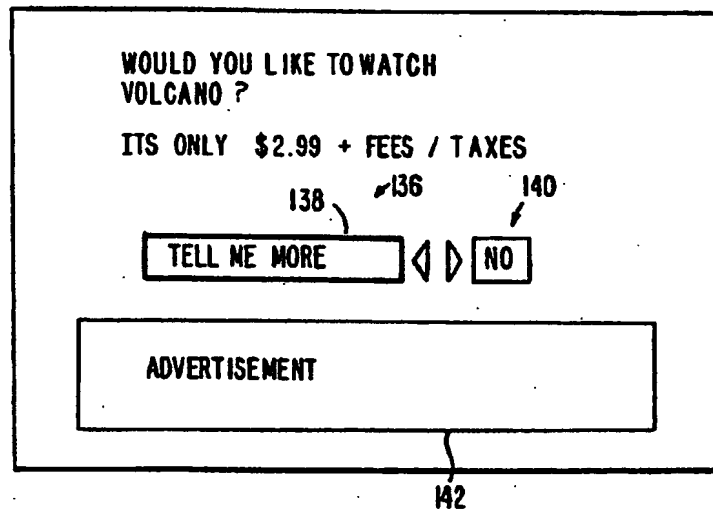 WOULD YOU LIKE TO WATCH
VOLCANO ?
ITS ONLY $2.99 + FEES / TAXES
138 136 140
TELL ME MORE NO
ADVERTISEMENT
142